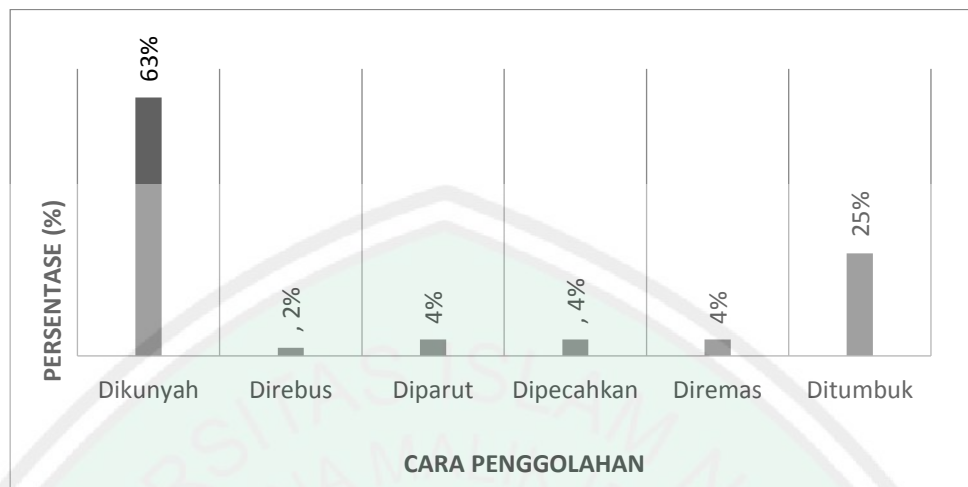 63%
, 2%
4%
, 4%
4%
25%
PERSENTASE (%)
Dikunyah Direbus Diparut Dipecahkan Diremas Ditumbuk
CARA PENGGOLAHAN